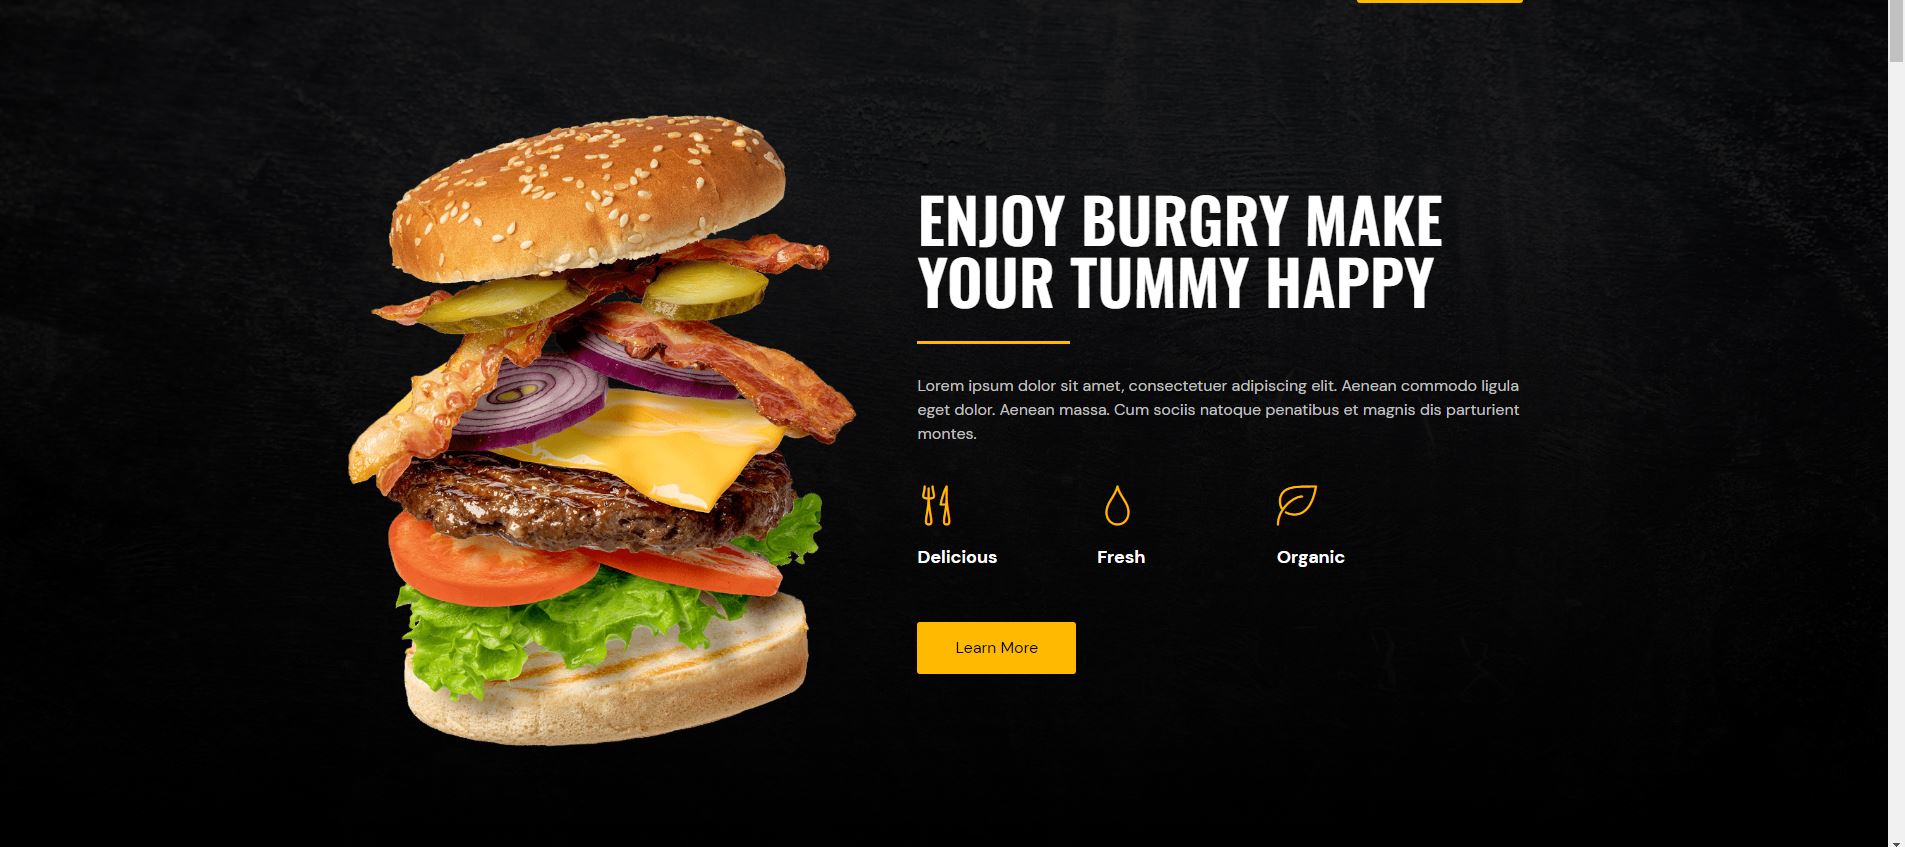 ENJOY BURGRY MAKE
YOUR TUMMY HAPPY
Lorem ipsum dolor sit amet, consectetuer adipiscing elit. Aenean commodo ligula
eget dolor. Aenean massa. Cum sociis natoque penatibus et magnis dis parturient
montes.
Delicious
Fresh
Organic
Learn More